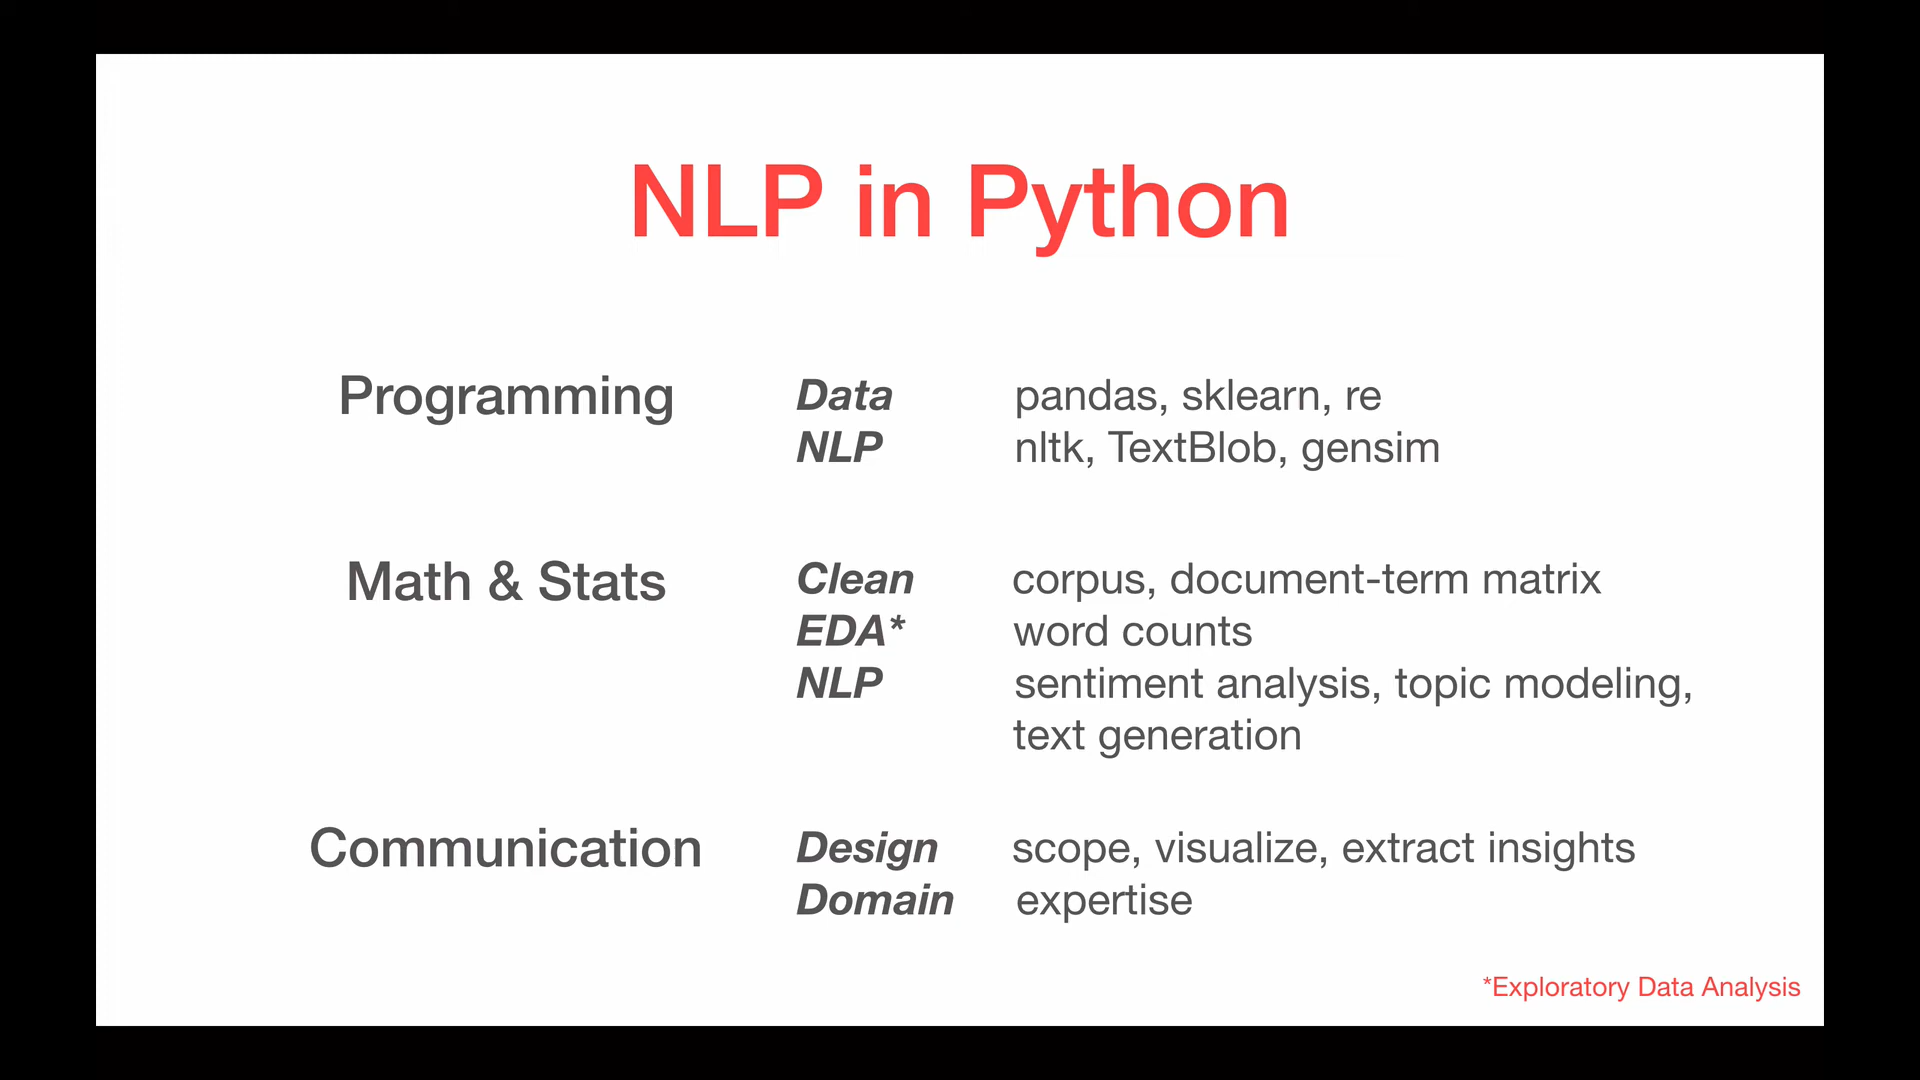 NLP in Python
Programming Data pandas, sklearn, re
NLP nltk, TextBlob, gensim
Math & Stats Clean corpus, document-term matrix
EDA* word counts
NLP sentiment analysis, topic modeling,
text generation
Communication Design scope, visualize, extract insights
Domain expertise
*Exploratory Data Analysis